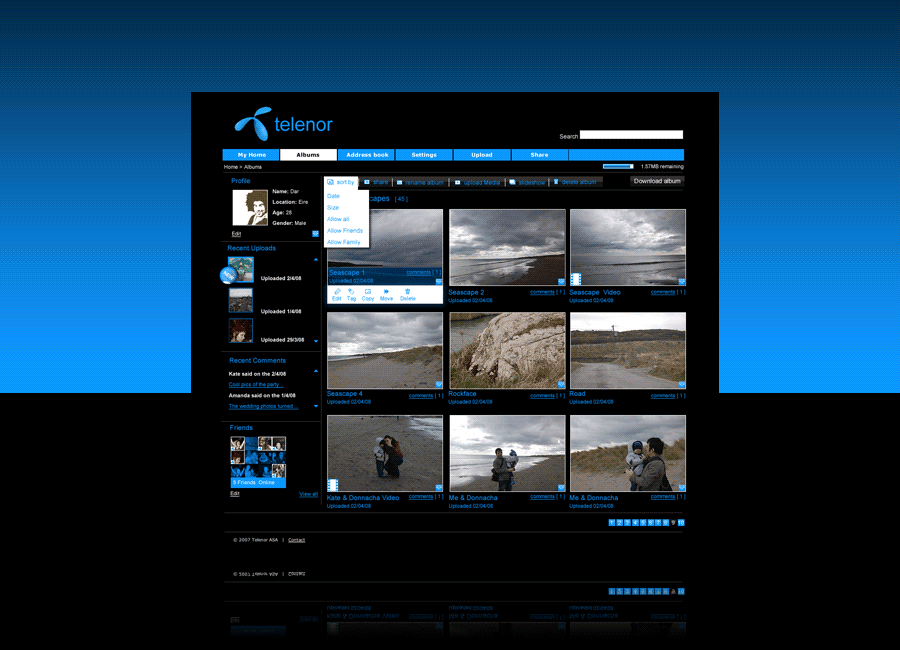 telenor
Search
My Home Albums Address book Settings Upload Share
Home > Albums
1.57MB remaining
Profile
Name: Dar
Location: Eire
Age: 28
Gender: Male
Edit
Recent Uploads
Uploaded 2/4/08
Uploaded 1/4/08
Uploaded 29/3/08
Recent Comments
Kate said on the 2/4/08
Cool pics of the party...
Amanda said on the 1/4/08
The wedding photos turned...
Friends
5 Friends Online
Edit View all
sort by share rename album upload Media slideshow delete album Download album
Date
Size
Allow all
Allow Friends
Allow Family
capes [ 45 ]
Seascape 1 comments [ 1 ]
Uploaded 02/04/08
Edit Tag Copy Move Delete
Seascape 2 comments [ 1 ]
Uploaded 02/04/08
Seascape Video comments [ 1 ]
Uploaded 02/04/08
Seascape 4 comments [ 1 ]
Uploaded 02/04/08
Rockface comments [ 1 ]
Uploaded 02/04/08
Road comments [ 1 ]
Uploaded 02/04/08
Kate & Donnacha Video comments [ 1 ]
Uploaded 02/04/08
Me & Donnacha comments [ 1 ]
Uploaded 02/04/08
Me & Donnacha comments [ 1 ]
Uploaded 02/04/08
1 2 3 4 5 6 7 8 9 10
© 2007 Telenor ASA | Contact